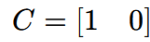 C = [1 0]